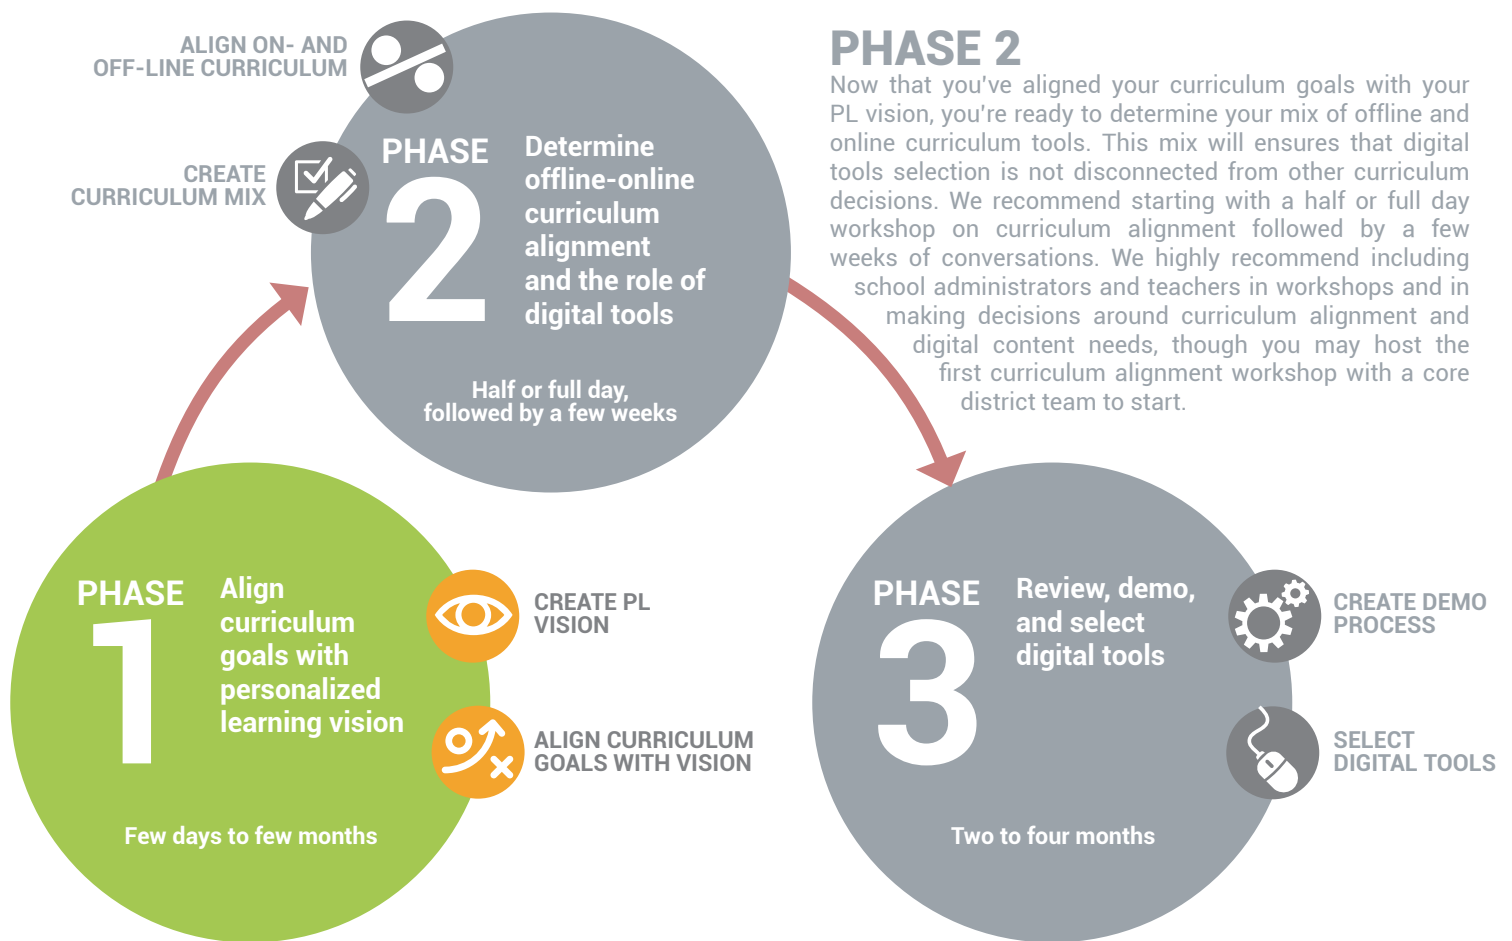 ALIGN ON- AND
OFF-LINE CURRICULUM
CREATE
CURRICULUM MIX
PHASE
2
Determine
offline-online
curriculum
alignment
and the role of
digital tools
Half or full day,
followed by a few weeks
PHASE 2
Now that you've aligned your curriculum goals with your
PL vision, you're ready to determine your mix of offline and
online curriculum tools. This mix will ensures that digital
tools selection is not disconnected from other curriculum
decisions. We recommend starting with a half or full day
workshop on curriculum alignment followed by a few
weeks of conversations. We highly recommend including
school administrators and teachers in workshops and in
making decisions around curriculum alignment and
digital content needs, though you may host the
first curriculum alignment workshop with a core
district team to start.
PHASE
1
Align
curriculum
goals with
personalized
learning vision
Few days to few months
CREATE PL
VISION
ALIGN CURRICULUM
GOALS WITH VISION
PHASE
3
Review, demo,
and select
digital tools
Two to four months
CREATE DEMO
PROCESS
SELECT
DIGITAL TOOLS